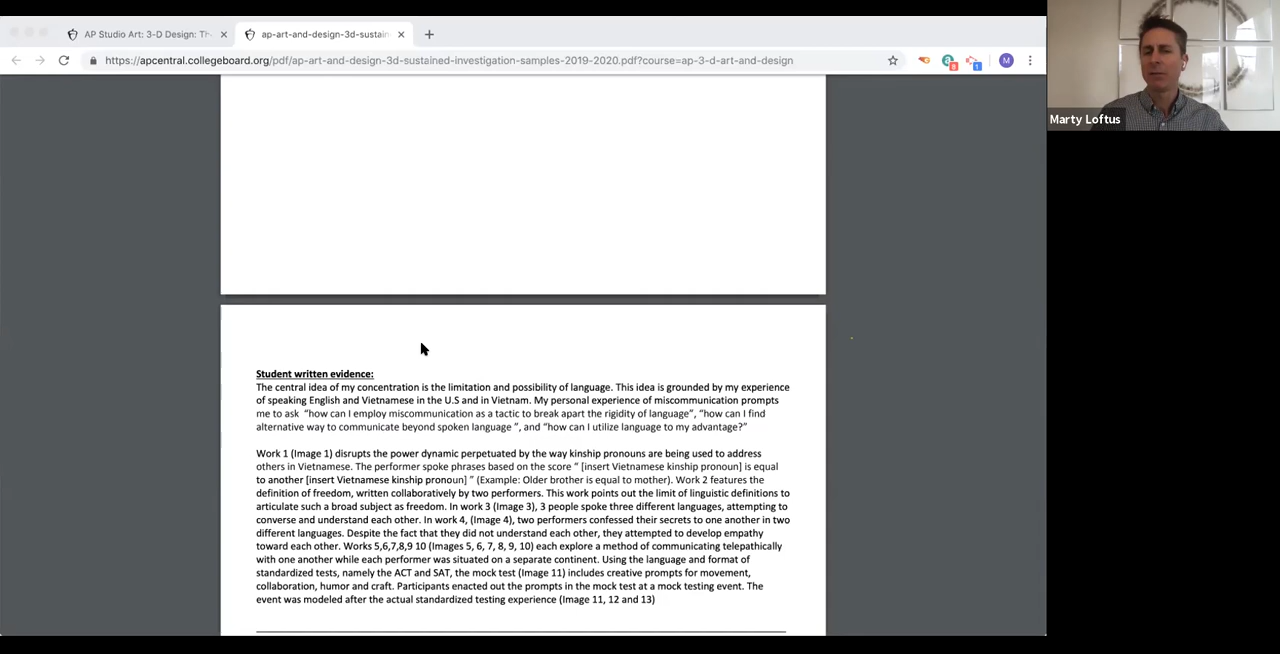 AP Studio Art: 3-D Design: Th
ap-art-and-design-3d-sustain
https://apcentral.collegeboard.org/pdf/ap-art-and-design-3d-sustained-investigation-samples-2019-2020.pdf?course=ap-3-d-art-and-design
M
Marty Loftus
Student written evidence:
The central idea of my concentration is the limitation and possibility of language. This idea is grounded by my experience
of speaking English and Vietnamese in the U.S and in Vietnam. My personal experience of miscommunication prompts
me to ask “how can I employ miscommunication as a tactic to break apart the rigidity of language”, “how can I find
alternative way to communicate beyond spoken language ”, and “how can I utilize language to my advantage?”
Work 1 (Image 1) disrupts the power dynamic perpetuated by the way kinship pronouns are being used to address
others in Vietnamese. The performer spoke phrases based on the score “ [insert Vietnamese kinship pronoun] is equal
to another [insert Vietnamese kinship pronoun] ” (Example: Older brother is equal to mother). Work 2 features the
definition of freedom, written collaboratively by two performers. This work points out the limit of linguistic definitions to
articulate such a broad subject as freedom. In work 3 (Image 3), 3 people spoke three different languages, attempting to
converse and understand each other. In work 4, (Image 4), two performers confessed their secrets to one another in two
different languages. Despite the fact that they did not understand each other, they attempted to develop empathy
toward each other. Works 5,6,7,8,9 10 (Images 5, 6, 7, 8, 9, 10) each explore a method of communicating telepathically
with one another while each performer was situated on a separate continent. Using the language and format of
standardized tests, namely the ACT and SAT, the mock test (Image 11) includes creative prompts for movement,
collaboration, humor and craft. Participants enacted out the prompts in the mock test at a mock testing event. The
event was modeled after the actual standardized testing experience (Image 11, 12 and 13)